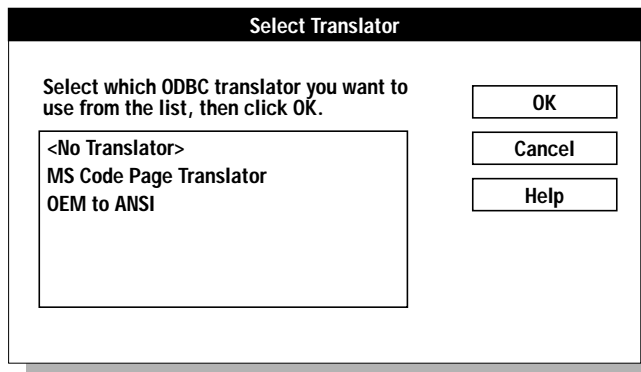 Select Translator
Select which ODBC translator you want to
use from the list, then click OK.
<No Translator>
MS Code Page Translator
OEM to ANSI
OK
Cancel
Help